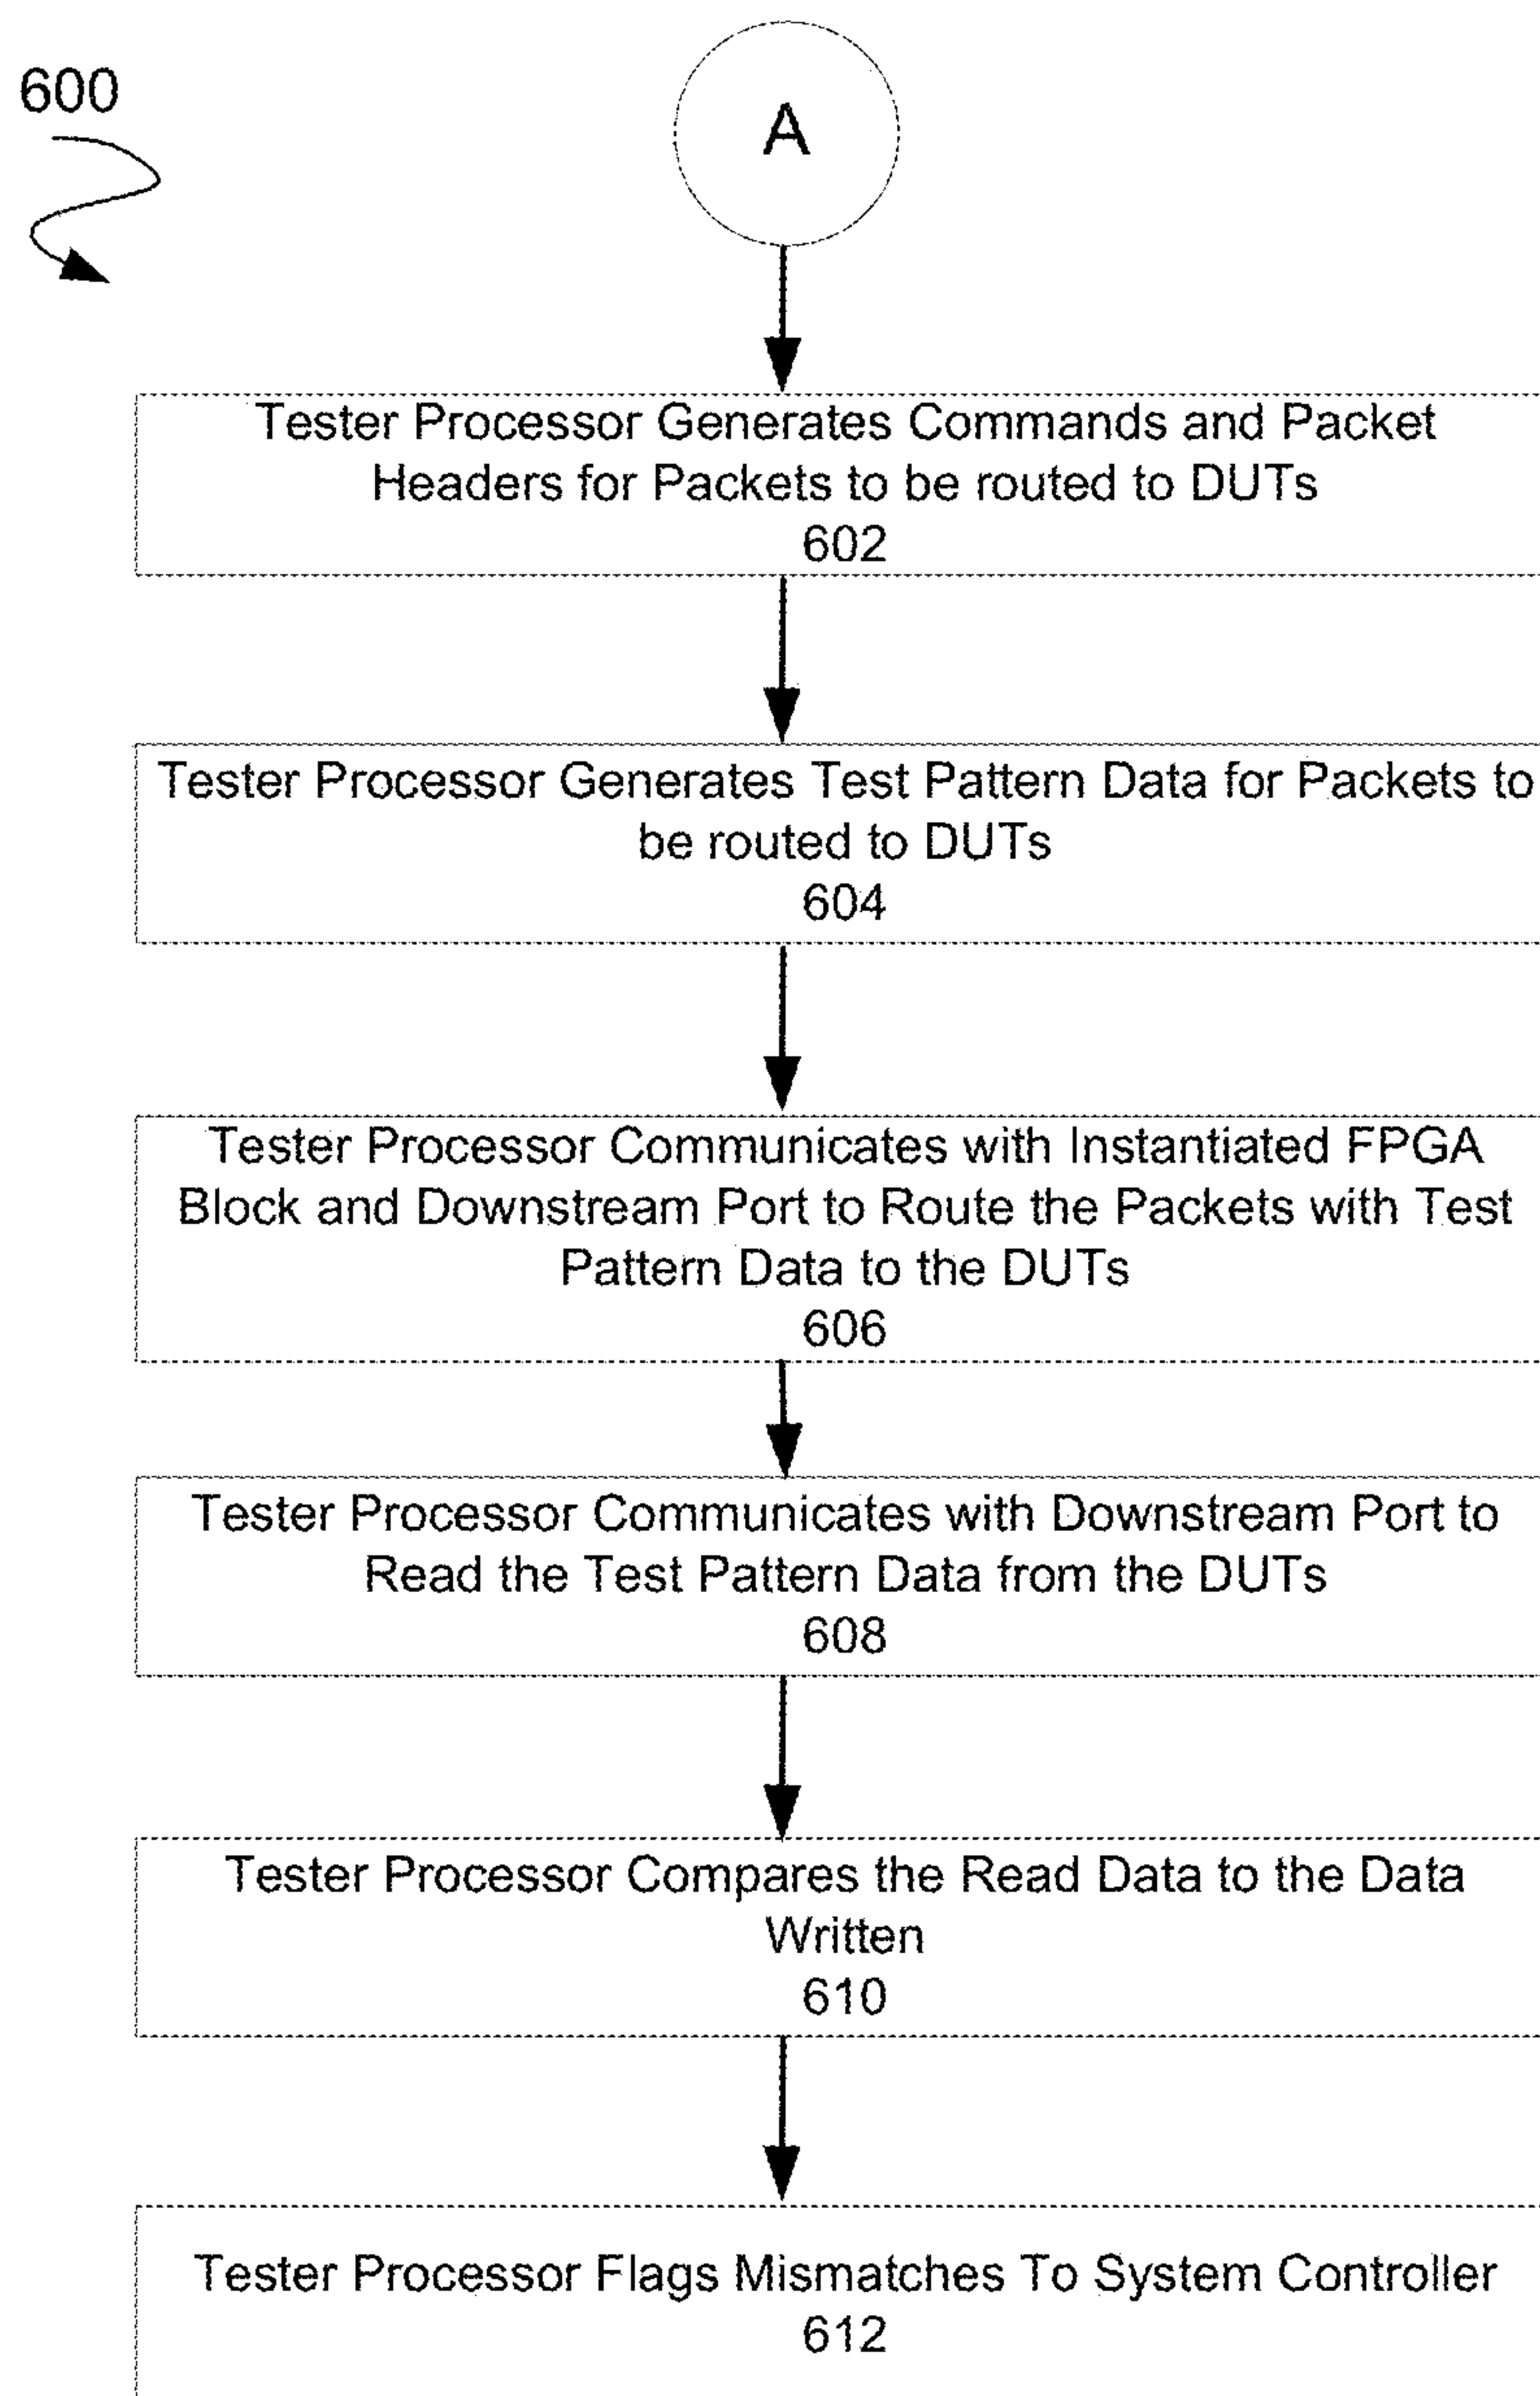 600
A
Tester Processor Generates Commands and Packet
Headers for Packets to be routed to DUTs
602
Tester Processor Generates Test Pattern Data for Packets to
be routed to DUTs
604
Tester Processor Communicates with Instantiated FPGA
Block and Downstream Port to Route the Packets with Test
Pattern Data to the DUTs
606
Tester Processor Communicates with Downstream Port to
Read the Test Pattern Data from the DUTs
608
Tester Processor Compares the Read Data to the Data
Written
610
Tester Processor Flags Mismatches To System Controller
612